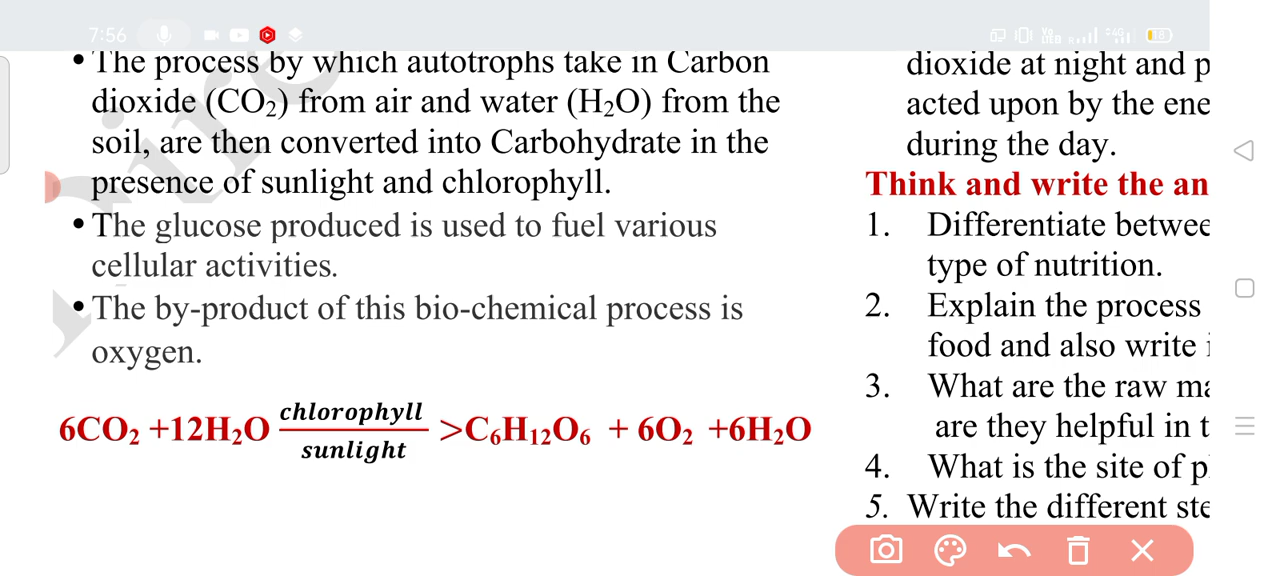 7:56
• The process by which autotrophs take in Carbon
dioxide (CO₂) from air and water (H₂O) from the
soil, are then converted into Carbohydrate in the
presence of sunlight and chlorophyll.
• The glucose produced is used to fuel various
cellular activities.
• The by-product of this bio-chemical process is
oxygen.
6CO₂ +12H₂O chlorophyll
sunlight >C₆H₁₂O₆ + 6O₂ +6H₂O
dioxide at night and p
acted upon by the ene
during the day.
Think and write the an
1. Differentiate betwee
type of nutrition.
2. Explain the process
food and also write i
3. What are the raw ma
are they helpful in t
4. What is the site of p
5. Write the different ste